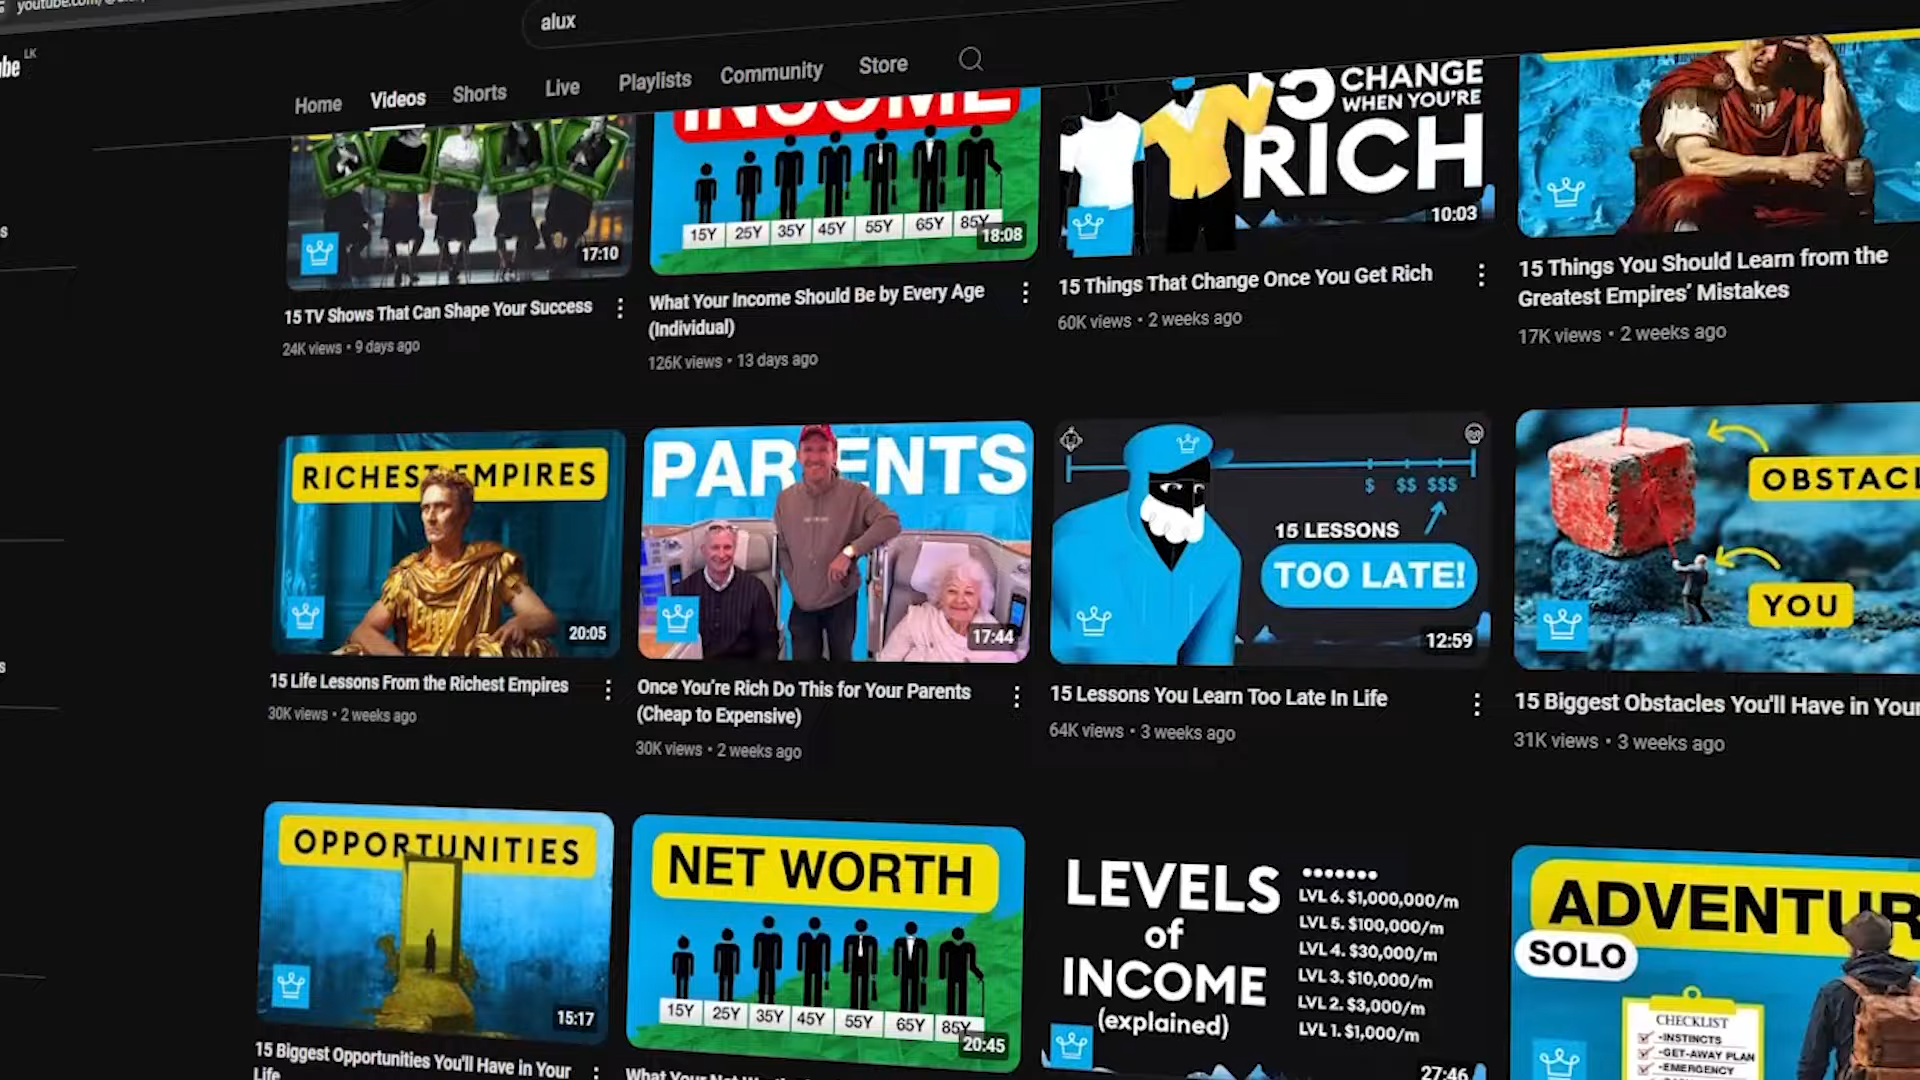 alux
LK
Home Videos Shorts Live Playlists Community Store
17:10
15 TV Shows That Can Shape Your Success
24K views • 9 days ago
INCOME
15Y 25Y 35Y 45Y 55Y 65Y 85Y
18:08
What Your Income Should Be by Every Age
(Individual)
126K views • 13 days ago
15 CHANGE
WHEN YOU'RE
RICH
10:03
15 Things That Change Once You Get Rich
60K views • 2 weeks ago
15 Things You Should Learn from the
Greatest Empires' Mistakes
17K views • 2 weeks ago
RICHEST EMPIRES
20:05
15 Life Lessons From the Richest Empires
30K views • 2 weeks ago
PARENTS
17:44
Once You're Rich Do This for Your Parents
(Cheap to Expensive)
30K views • 2 weeks ago
$ $$ $$$
15 LESSONS
TOO LATE!
12:59
15 Lessons You Learn Too Late In Life
64K views • 3 weeks ago
OBSTACL
YOU
15 Biggest Obstacles You'll Have in Your
31K views • 3 weeks ago
OPPORTUNITIES
15:17
15 Biggest Opportunities You'll Have in Your
Life
NET WORTH
15Y 25Y 35Y 45Y 55Y 65Y 85Y
20:45
What Your Net
LEVELS
of
INCOME
(explained)
LVL 6. $1,000,000/m
LVL 5. $100,000/m
LVL 4. $30,000/m
LVL 3. $10,000/m
LVL 2. $3,000/m
LVL 1. $1,000/m
27:46
ADVENTUR
SOLO
CHECKLIST
-INSTINCTS
-GET-AWAY PLAN
-EMERGENCY